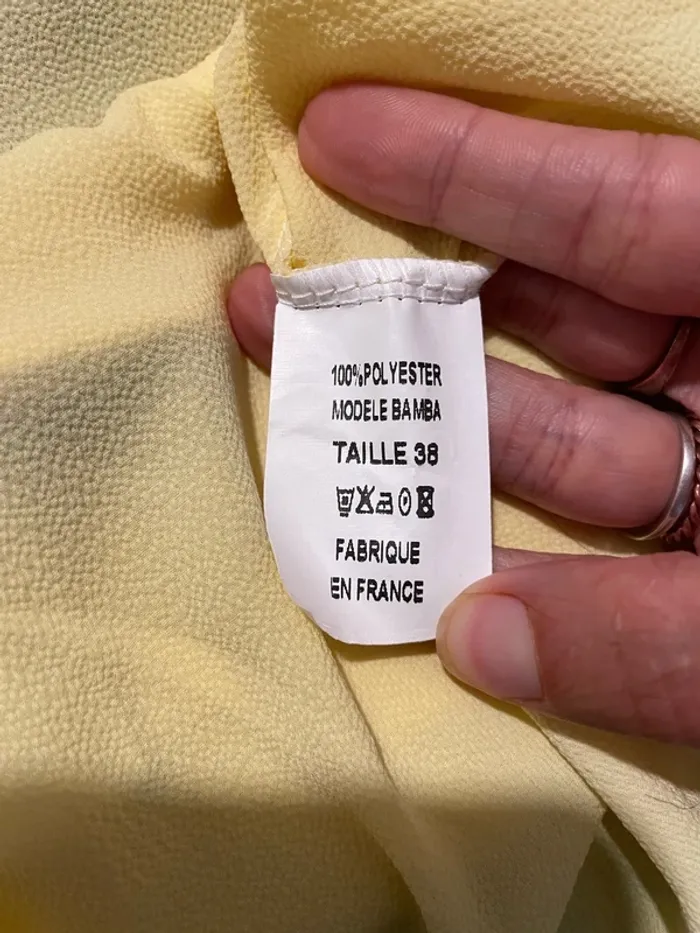 100%POLYESTER
MODELE BAMBA
TAILLE 38
FABRIQUE
EN FRANCE